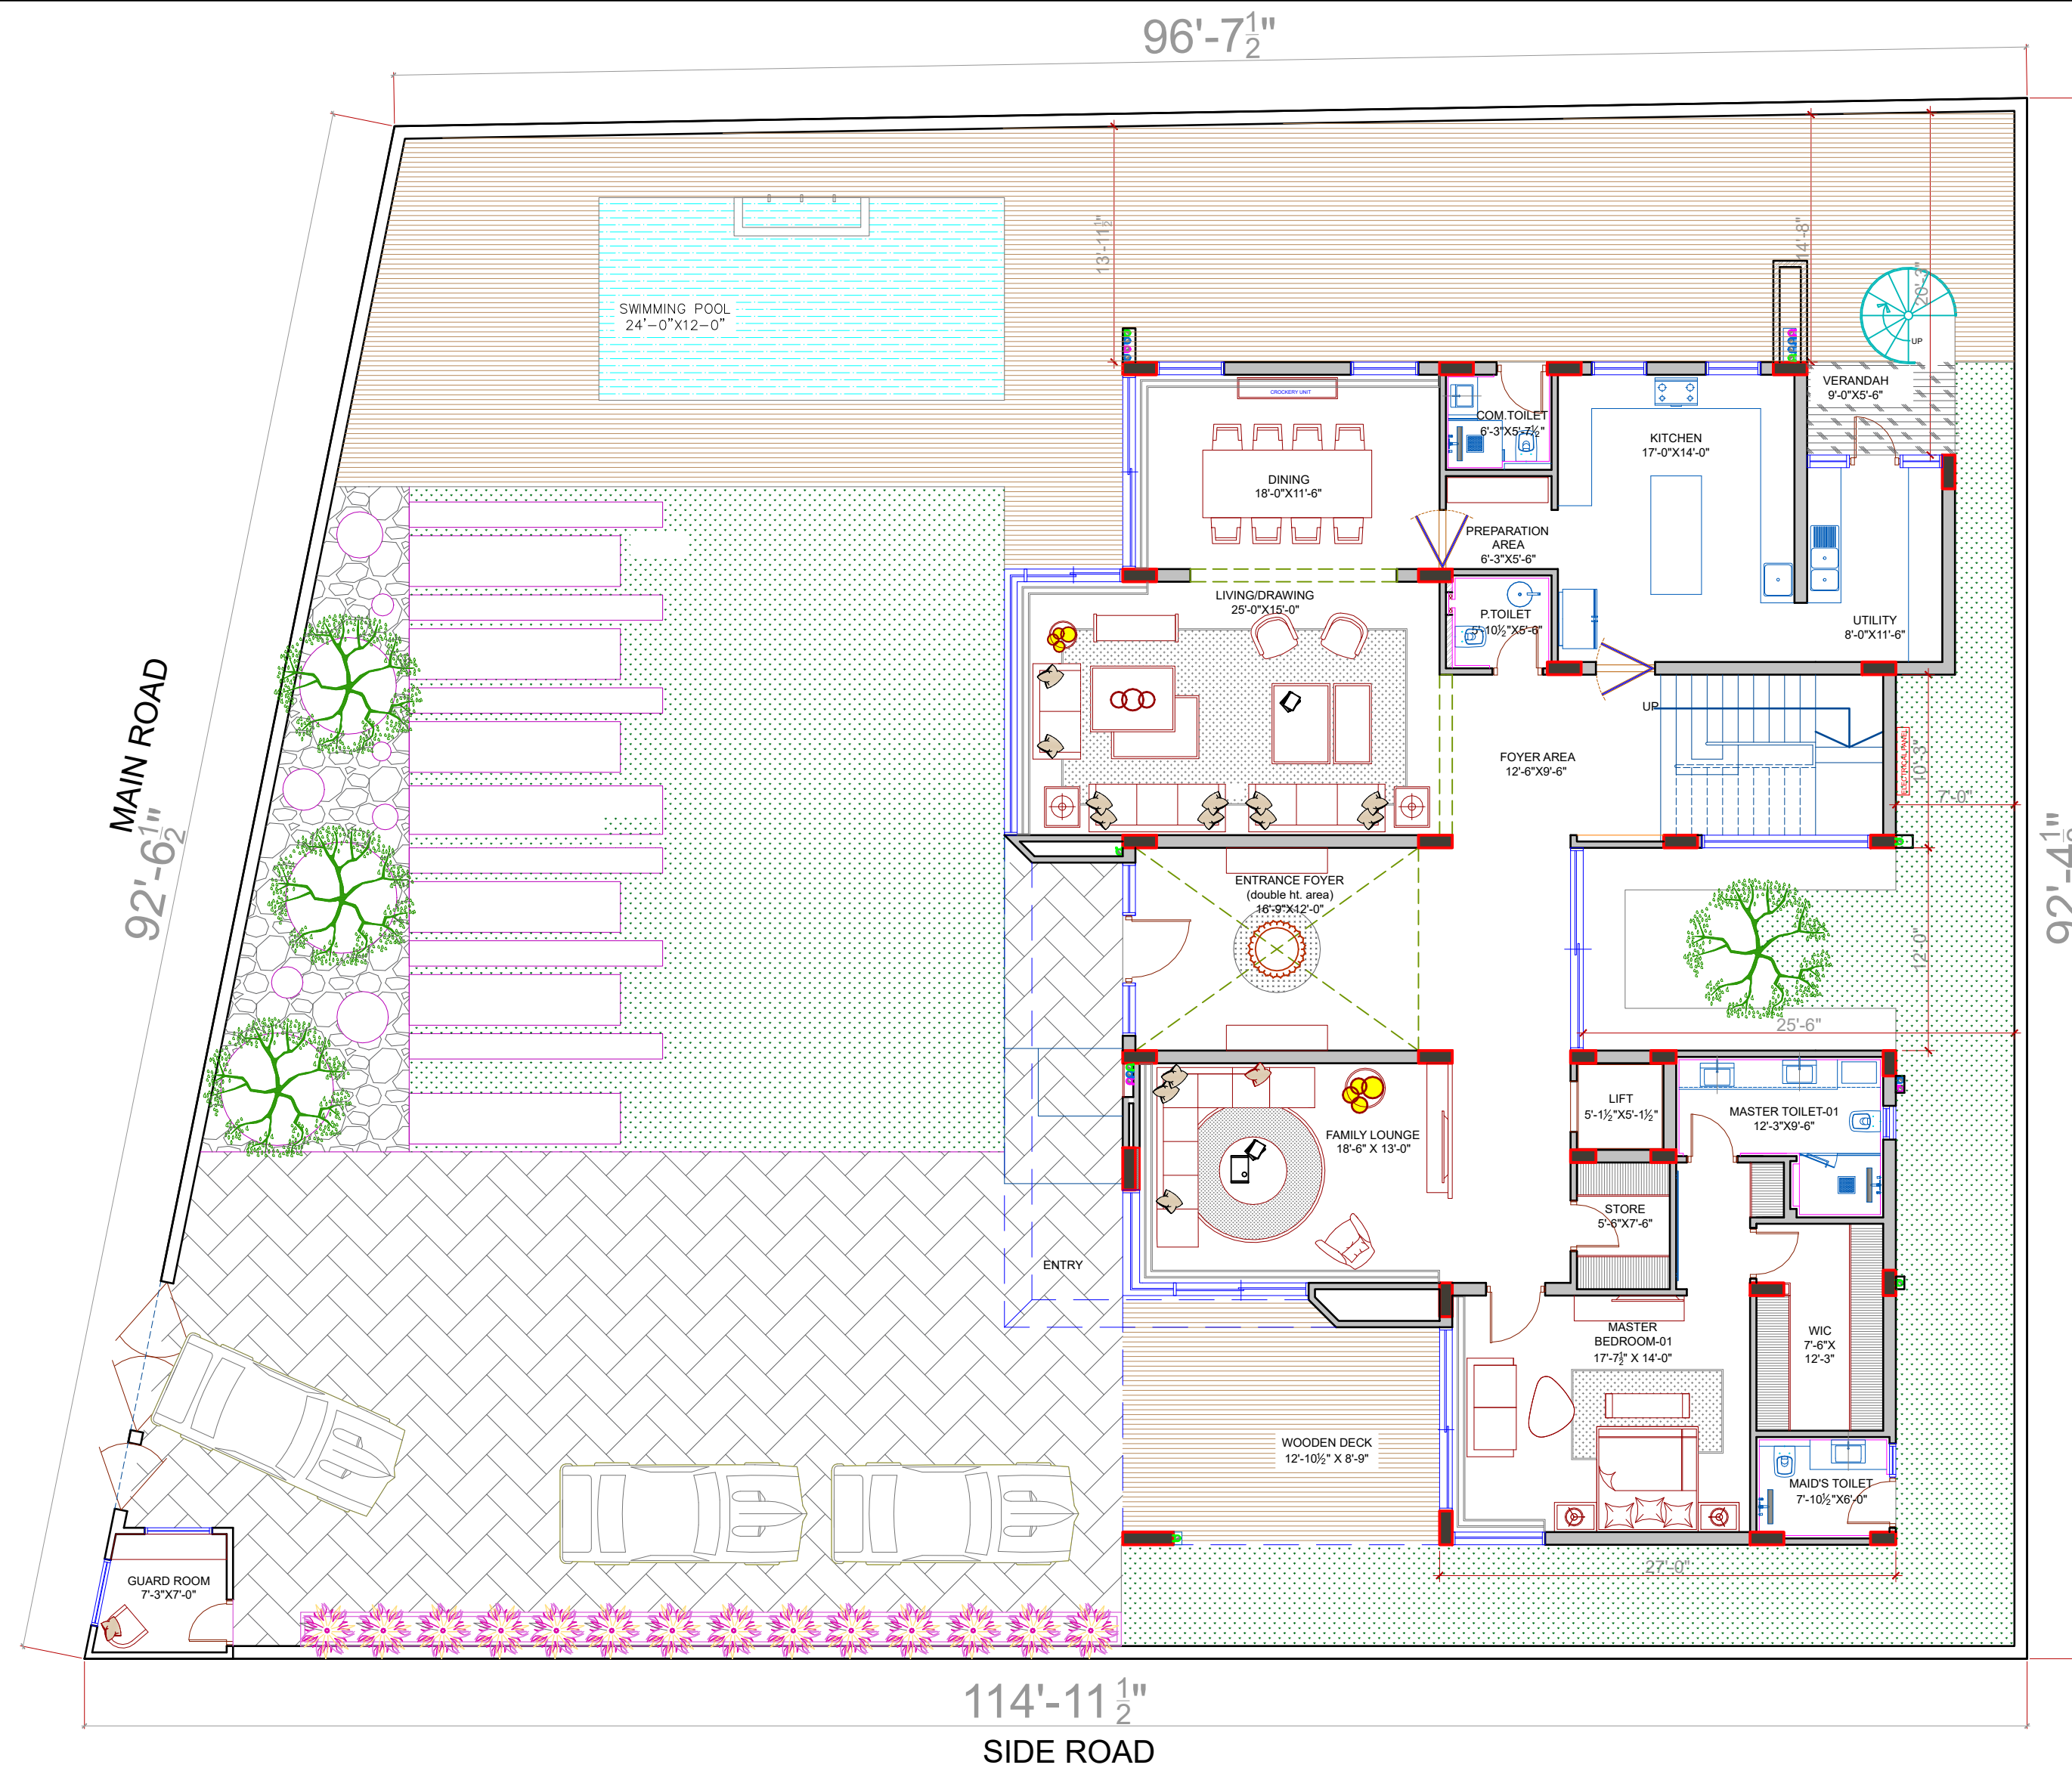 96'-7½"
13'-11½"
14'-8"
20'-3"
SWIMMING POOL
24'-0"X12-0"
UP
VERANDAH
9'-0"X5'-6"
CROCKERY UNIT
COM.TOILET
6'-3"X5'-7½"
KITCHEN
17'-0"X14'-0"
DINING
18'-0"X11'-6"
PREPARATION
AREA
6'-3"X5'-6"
LIVING/DRAWING
25'-0"X15'-0"
P.TOILET
5'-10½"X5'-6"
UTILITY
8'-0"X11'-6"
MAIN ROAD
92'-6½"
UP
FOYER AREA
12'-6"X9'-6"
10'-3"
7'-0"
92'-4½"
ENTRANCE FOYER
(double ht. area)
16'-9"X12'-0"
12'-0"
25'-6"
LIFT
5'-1½"X5'-1½"
MASTER TOILET-01
12'-3"X9'-6"
FAMILY LOUNGE
18'-6" X 13'-0"
STORE
5'-6"X7'-6"
ENTRY
MASTER
BEDROOM-01
17'-7½" X 14'-0"
WIC
7'-6"X
12'-3"
WOODEN DECK
12'-10½" X 8'-9"
MAID'S TOILET
7'-10½"X6'-0"
GUARD ROOM
7'-3"X7'-0"
27'-0"
114'-11½"
SIDE ROAD